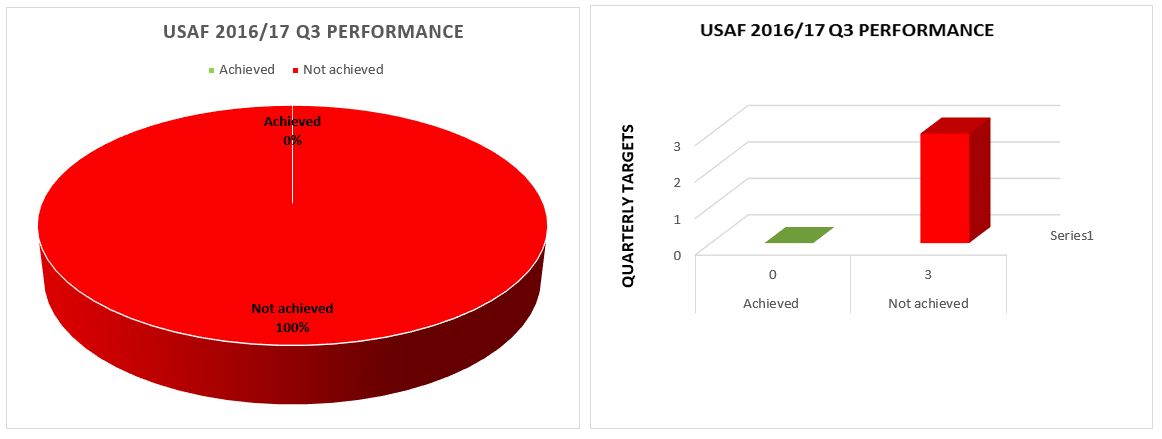 USAF 2016/17 Q3 PERFORMANCE
Achieved Not achieved
Achieved
0%
Not achieved
100%
USAF 2016/17 Q3 PERFORMANCE
QUARTERLY TARGETS
3
2
1
0
Series1
0 3
Achieved Not achieved